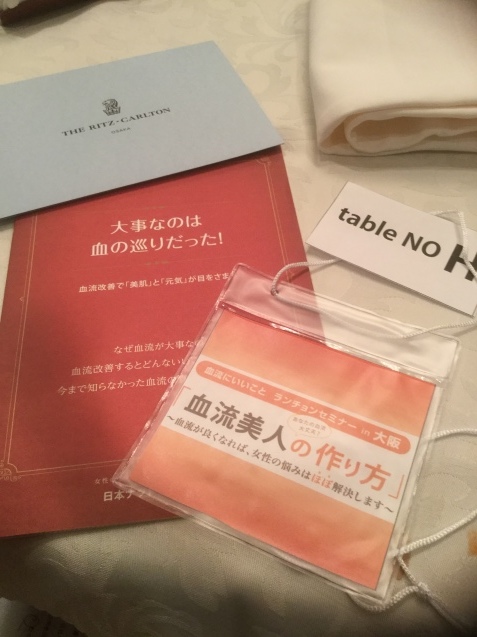 THE RITZ-CARLTON
OSAKA
大事なのは
血の巡りだった!
血流改善で「美肌」と「元気」が目をさま
なぜ血流が大事な
血流改善するとどんない
今まで知らなかった血流の
日本ナ
table NO H
血流にいいこと ランチョンセミナー in 大阪
「血流美人の作り方」
〜血流が良くなれば、女性の悩みはほぼ解決します〜